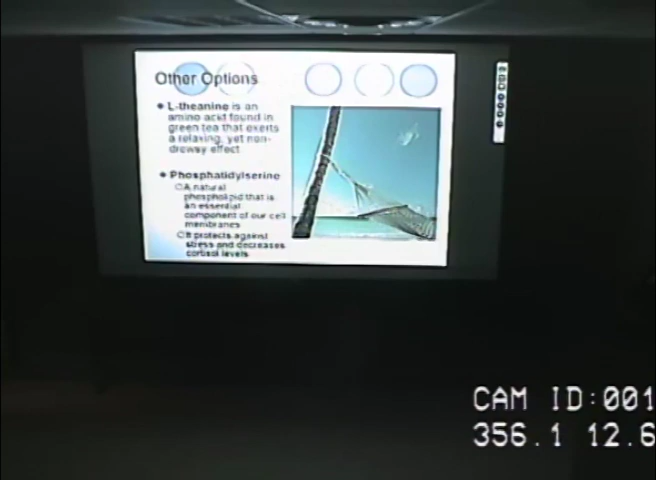 Other Options
L-theanine is an
amino acid found in
green tea that exerts
a relaxing, yet non-
drowsy effect
Phosphatidylserine
A natural
phospholipid that is
an essential
component of our cell
membranes
It protects against
stress and decreases
cortisol levels
CAM ID:001
356.1 12.6